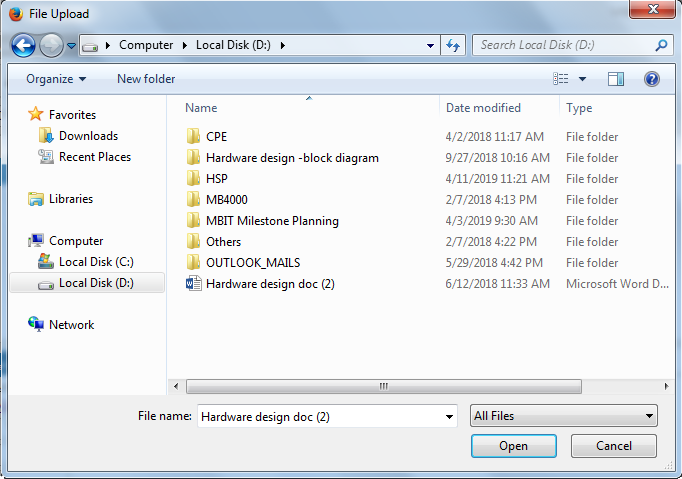 File Upload
Computer Local Disk (D:) Search Local Disk (D:)
Organize New folder
Name Date modified Type
Favorites
Downloads
Recent Places
Libraries
Computer
Local Disk (C:)
Local Disk (D:)
Network
CPE 4/2/2018 11:17 AM File folder
Hardware design -block diagram 9/27/2018 10:16 AM File folder
HSP 4/11/2019 11:21 AM File folder
MB4000 2/7/2018 4:13 PM File folder
MBIT Milestone Planning 4/3/2019 9:30 AM File folder
Others 2/7/2018 4:22 PM File folder
OUTLOOK_MAILS 5/29/2018 4:42 PM File folder
Hardware design doc (2) 6/12/2018 11:33 AM Microsoft Word D...
File name: Hardware design doc (2) All Files
Open Cancel